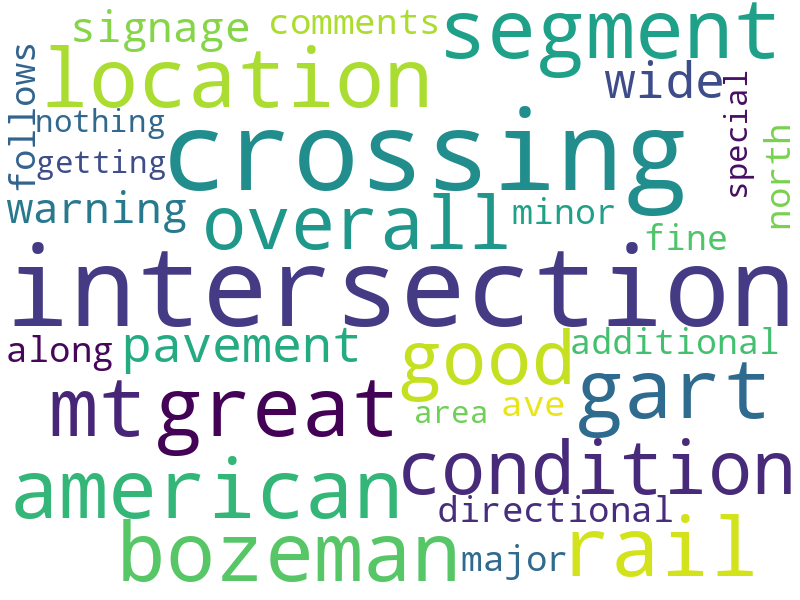 signage comments segment
follows location wide special
nothing crossing north
getting
warning overall minor fine
intersection
along pavement good additional
mt great area ave gart
american condition
directional
bozeman major rail